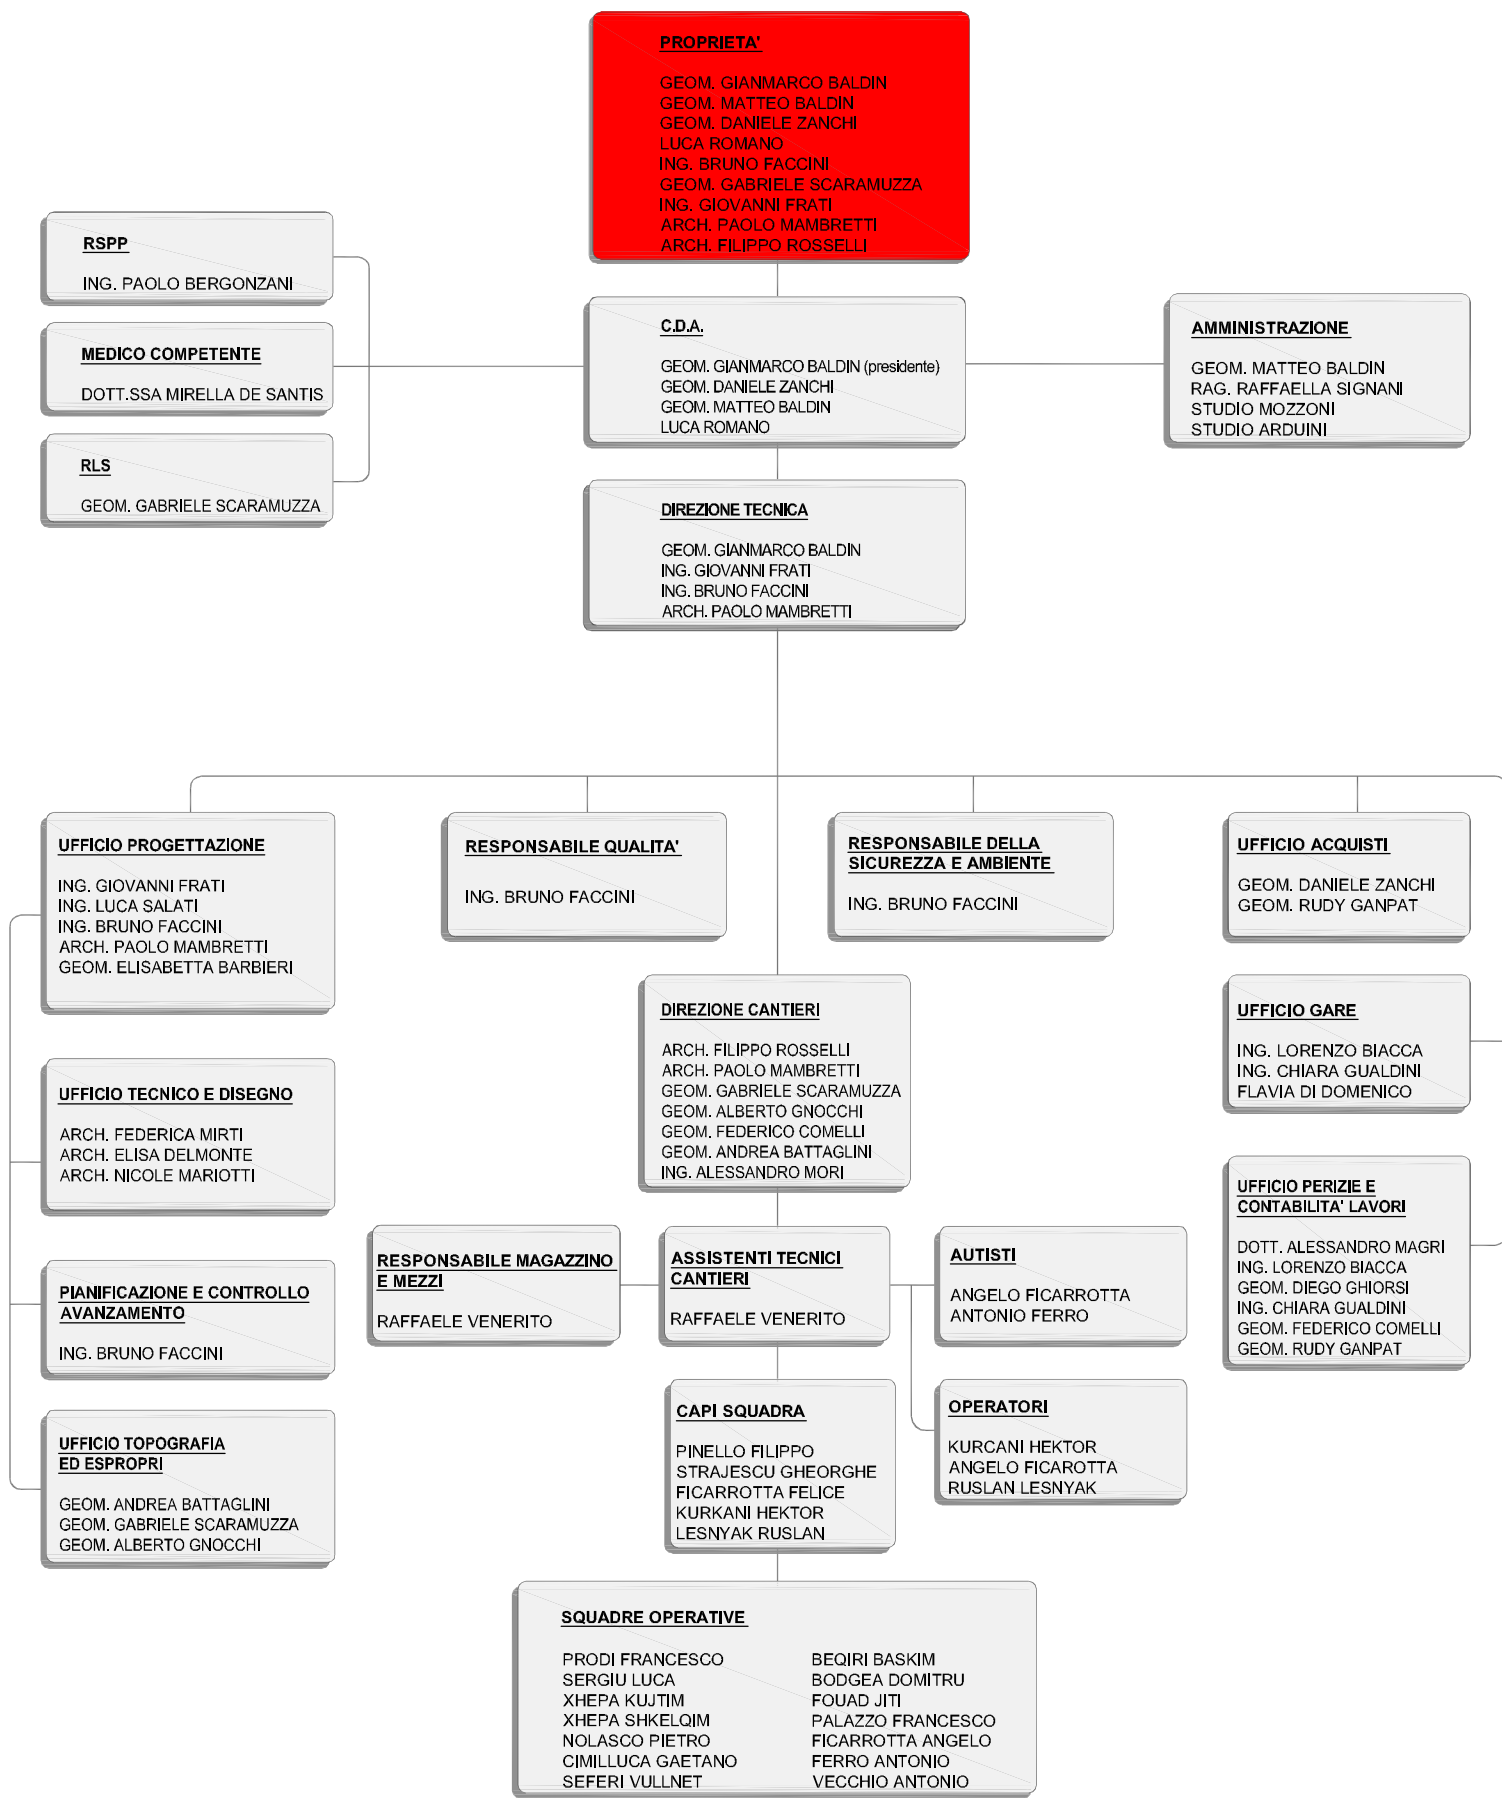 PROPRIETA'
GEOM. GIANMARCO BALDIN
GEOM. MATTEO BALDIN
GEOM. DANIELE ZANCHI
LUCA ROMANO
ING. BRUNO FACCINI
GEOM. GABRIELE SCARAMUZZA
ING. GIOVANNI FRATI
ARCH. PAOLO MAMBRETTI
ARCH. FILIPPO ROSSELLI
RSPP
ING. PAOLO BERGONZANI
MEDICO COMPETENTE
DOTT.SSA MIRELLA DE SANTIS
RLS
GEOM. GABRIELE SCARAMUZZA
C.D.A.
GEOM. GIANMARCO BALDIN (presidente)
GEOM. DANIELE ZANCHI
GEOM. MATTEO BALDIN
LUCA ROMANO
AMMINISTRAZIONE
GEOM. MATTEO BALDIN
RAG. RAFFAELLA SIGNANI
STUDIO MOZZONI
STUDIO ARDUINI
DIREZIONE TECNICA
GEOM. GIANMARCO BALDIN
ING. GIOVANNI FRATI
ING. BRUNO FACCINI
ARCH. PAOLO MAMBRETTI
UFFICIO PROGETTAZIONE
ING. GIOVANNI FRATI
ING. LUCA SALATI
ING. BRUNO FACCINI
ARCH. PAOLO MAMBRETTI
GEOM. ELISABETTA BARBIERI
RESPONSABILE QUALITA'
ING. BRUNO FACCINI
RESPONSABILE DELLA
SICUREZZA E AMBIENTE
ING. BRUNO FACCINI
UFFICIO ACQUISTI
GEOM. DANIELE ZANCHI
GEOM. RUDY GANPAT
UFFICIO TECNICO E DISEGNO
ARCH. FEDERICA MIRTI
ARCH. ELISA DELMONTE
ARCH. NICOLE MARIOTTI
DIREZIONE CANTIERI
ARCH. FILIPPO ROSSELLI
ARCH. PAOLO MAMBRETTI
GEOM. GABRIELE SCARAMUZZA
GEOM. ALBERTO GNOCCHI
GEOM. FEDERICO COMELLI
GEOM. ANDREA BATTAGLINI
ING. ALESSANDRO MORI
UFFICIO GARE
ING. LORENZO BIACCA
ING. CHIARA GUALDINI
FLAVIA DI DOMENICO
UFFICIO PERIZIE E
CONTABILITA' LAVORI
DOTT. ALESSANDRO MAGRI
ING. LORENZO BIACCA
GEOM. DIEGO GHIORSI
ING. CHIARA GUALDINI
GEOM. FEDERICO COMELLI
GEOM. RUDY GANPAT
PIANIFICAZIONE E CONTROLLO
AVANZAMENTO
ING. BRUNO FACCINI
RESPONSABILE MAGAZZINO
E MEZZI
RAFFAELE VENERITO
ASSISTENTI TECNICI
CANTIERI
RAFFAELE VENERITO
AUTISTI
ANGELO FICARROTTA
ANTONIO FERRO
UFFICIO TOPOGRAFIA
ED ESPROPRI
GEOM. ANDREA BATTAGLINI
GEOM. GABRIELE SCARAMUZZA
GEOM. ALBERTO GNOCCHI
CAPI SQUADRA
PINELLO FILIPPO
STRAJESCU GHEORGHE
FICARROTTA FELICE
KURKANI HEKTOR
LESNYAK RUSLAN
OPERATORI
KURCANI HEKTOR
ANGELO FICAROTTA
RUSLAN LESNYAK
SQUADRE OPERATIVE
PRODI FRANCESCO
SERGIU LUCA
XHEPA KUJTIM
XHEPA SHKELQIM
NOLASCO PIETRO
CIMILLUCA GAETANO
SEFERI VULLNET
BEQIRI BASKIM
BODGEA DOMITRU
FOUAD JITI
PALAZZO FRANCESCO
FICARROTTA ANGELO
FERRO ANTONIO
VECCHIO ANTONIO